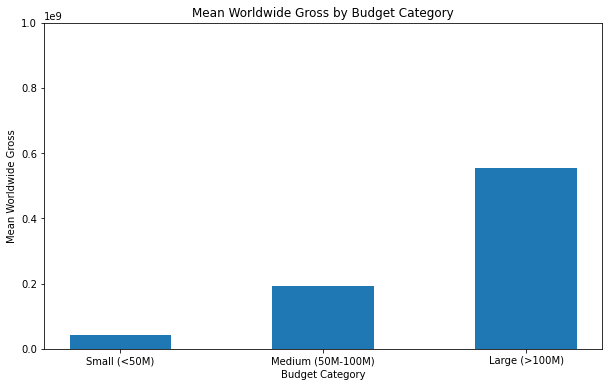 Mean Worldwide Gross by Budget Category
1e9
1.0
0.8
0.6
0.4
0.2
0.0
Mean Worldwide Gross
Small (<50M)
Medium (50M-100M)
Large (>100M)
Budget Category